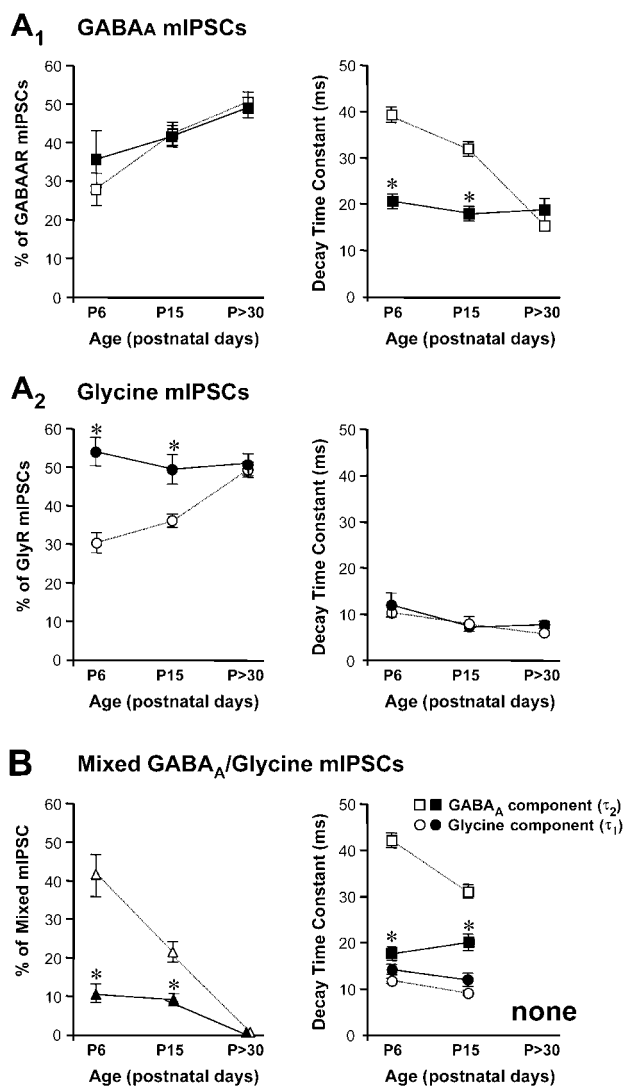 A1 GABAA mIPSCs
% of GABAAR mIPSCs
60
50
40
30
20
10
0
P6 P15 P>30
Age (postnatal days)
Decay Time Constant (ms)
50
40
30
20
10
0
*
*
P6 P15 P>30
Age (postnatal days)
A2 Glycine mIPSCs
% of GlyR mIPSCs
60
50
40
30
20
10
0
*
*
P6 P15 P>30
Age (postnatal days)
Decay Time Constant (ms)
50
40
30
20
10
0
P6 P15 P>30
Age (postnatal days)
B Mixed GABAA/Glycine mIPSCs
% of Mixed mIPSC
60
50
40
30
20
10
0
*
*
P6 P15 P>30
Age (postnatal days)
Decay Time Constant (ms)
50
40
30
20
10
0
GABAA component (τ2)
Glycine component (τ1)
*
*
none
P6 P15 P>30
Age (postnatal days)